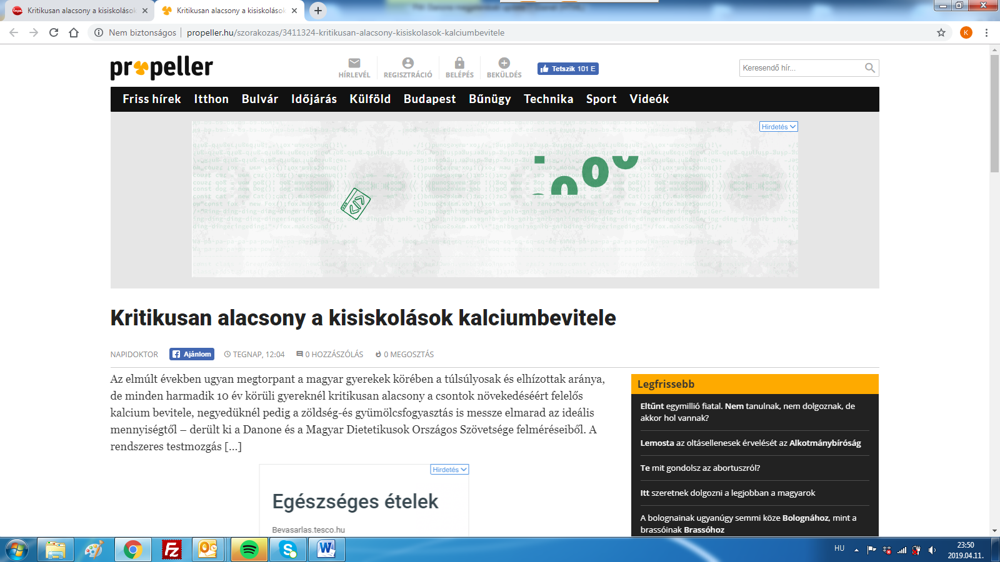 Kritikusan alacsony a kisiskolások
Kritikusan alacsony a kisiskolások
Nem biztonságos
propeller.hu/szorakozas/3411324-kritikusan-alacsony-kisiskolasok-kalciumbevitele
K
propeller
HÍRLEVÉL
REGISZTRÁCIÓ
BELÉPÉS
BEKÜLDÉS
Tetszik 101 E
Keresendő hír...
Friss hírek Itthon Bulvár Időjárás Külföld Budapest Bűnügy Technika Sport Videók
Hirdetés
Kritikusan alacsony a kisiskolások kalciumbevitele
NAPIDOKTOR
Ajánlom
TEGNAP, 12:04
0 HOZZÁSZÓLÁS
0 MEGOSZTÁS
Az elmúlt években ugyan megtorpant a magyar gyerekek körében a túlsúlyosak és elhízottak aránya,
de minden harmadik 10 év körüli gyereknél kritikusan alacsony a csontok növekedéséért felelős
kalcium bevitele, negyedüknél pedig a zöldség-és gyümölcsfogyasztás is messze elmarad az ideális
mennyiségtől – derült ki a Danone és a Magyar Dietetikusok Országos Szövetsége felméréseiből. A
rendszeres testmozgás [...]
Hirdetés
Egészséges ételek
Bevasarlas.tesco.hu
Legfrissebb
Eltűnt egymillió fiatal. Nem tanulnak, nem dolgoznak, de
akkor hol vannak?
Lemosta az oltásellenesek érvelését az Alkotmánybíróság
Te mit gondolsz az abortuszról?
Itt szeretnek dolgozni a legjobban a magyarok
A bolognainak ugyanúgy semmi köze Bolognához, mint a
brassóinak Brassóhoz
HU
23:50
2019.04.11.